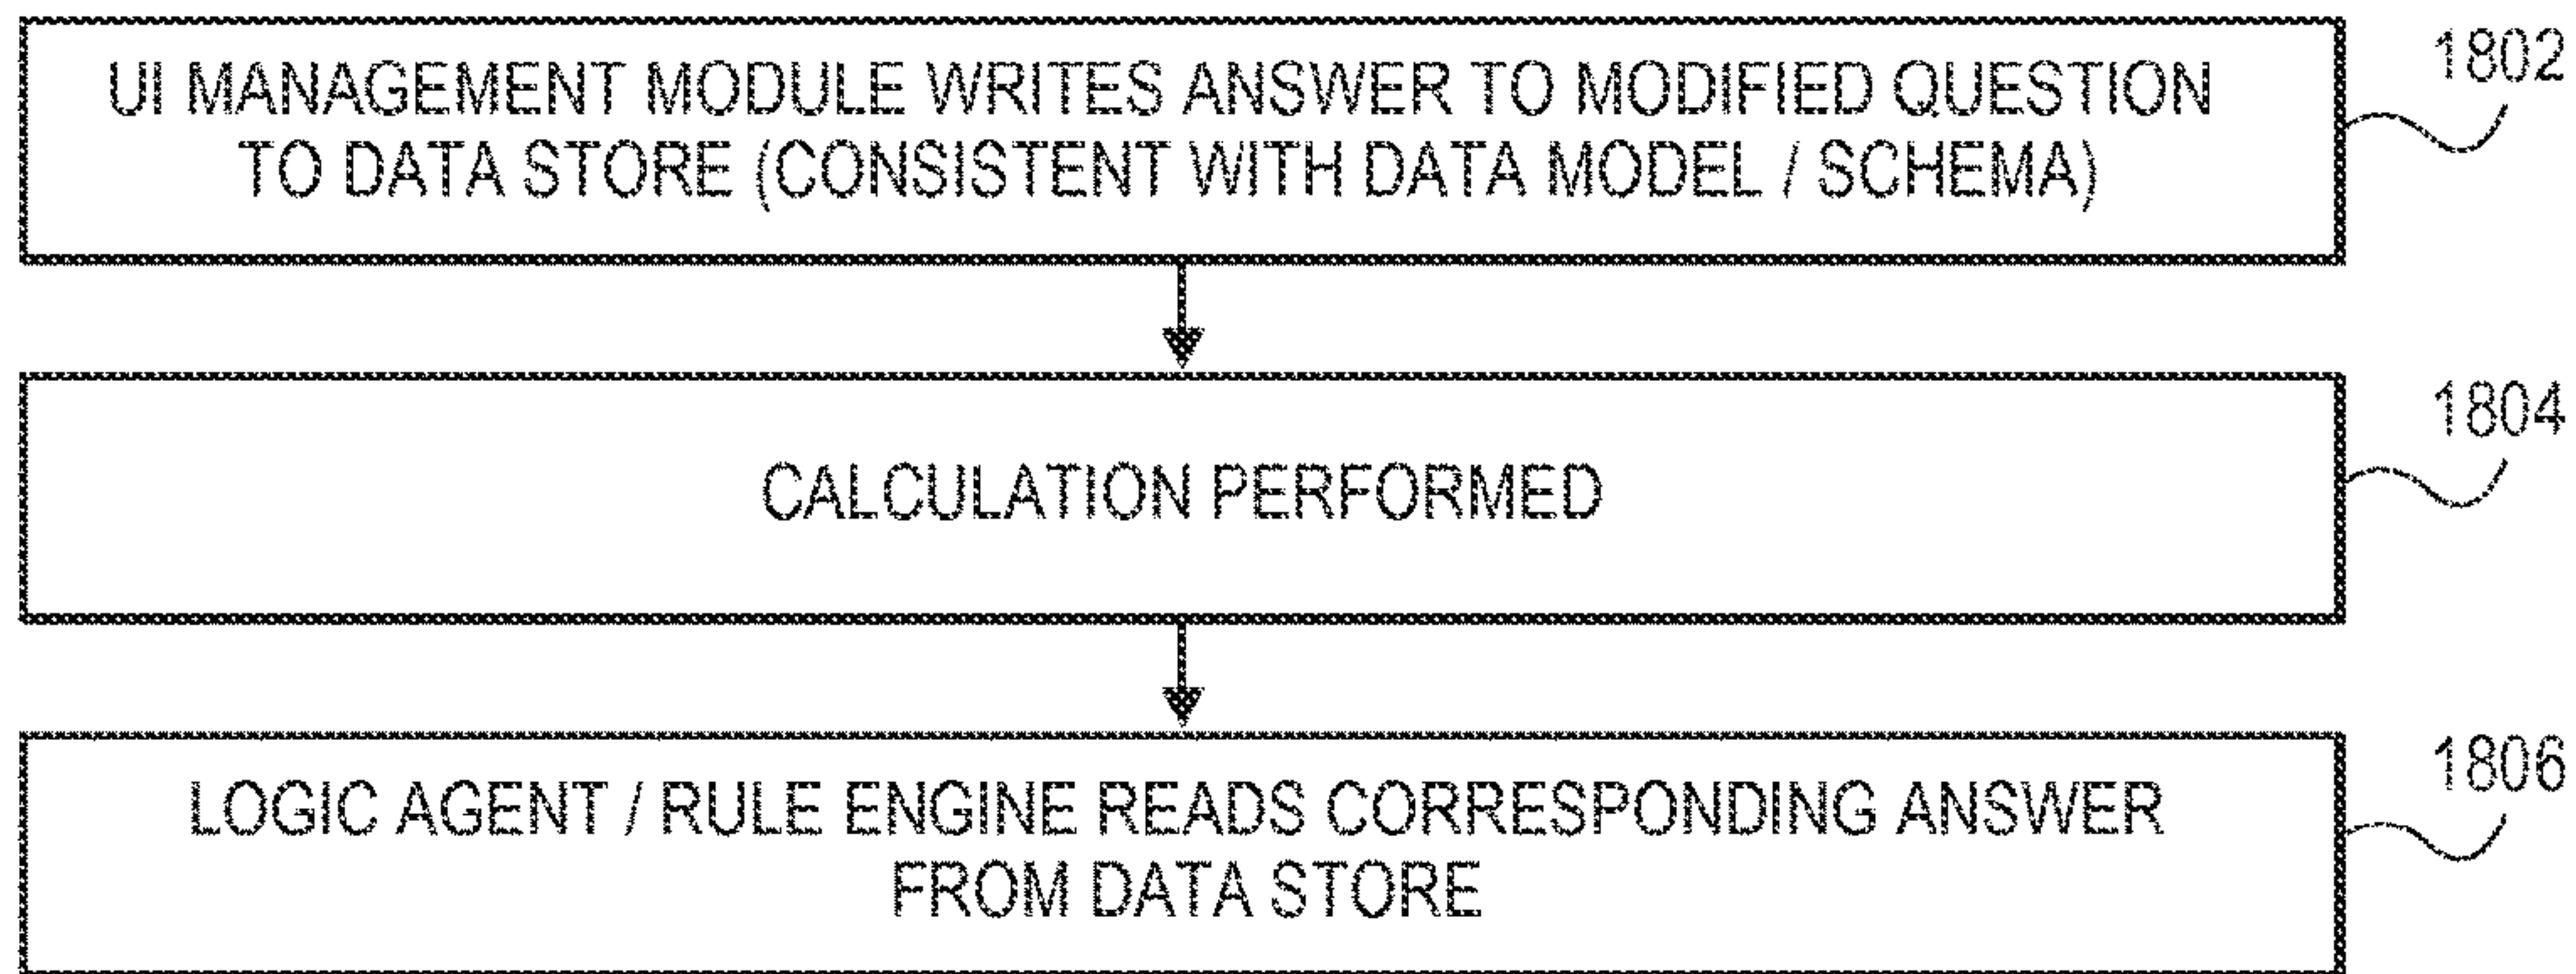 UI MANAGEMENT MODULE WRITES ANSWER TO MODIFIED QUESTION
TO DATA STORE (CONSISTENT WITH DATA MODEL / SCHEMA)
1802
CALCULATION PERFORMED
1804
LOGIC AGENT / RULE ENGINE READS CORRESPONDING ANSWER
FROM DATA STORE
1806